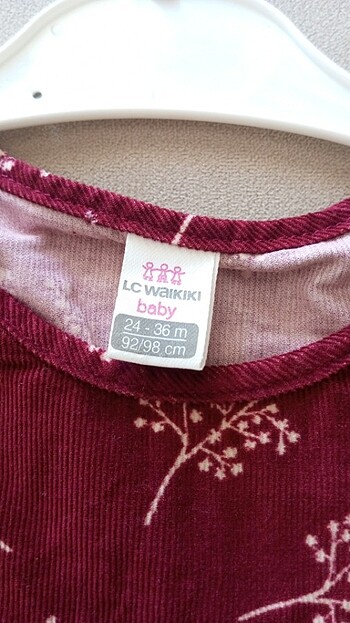 LC WAIKIKI
baby
24 - 36 m
92/98 cm